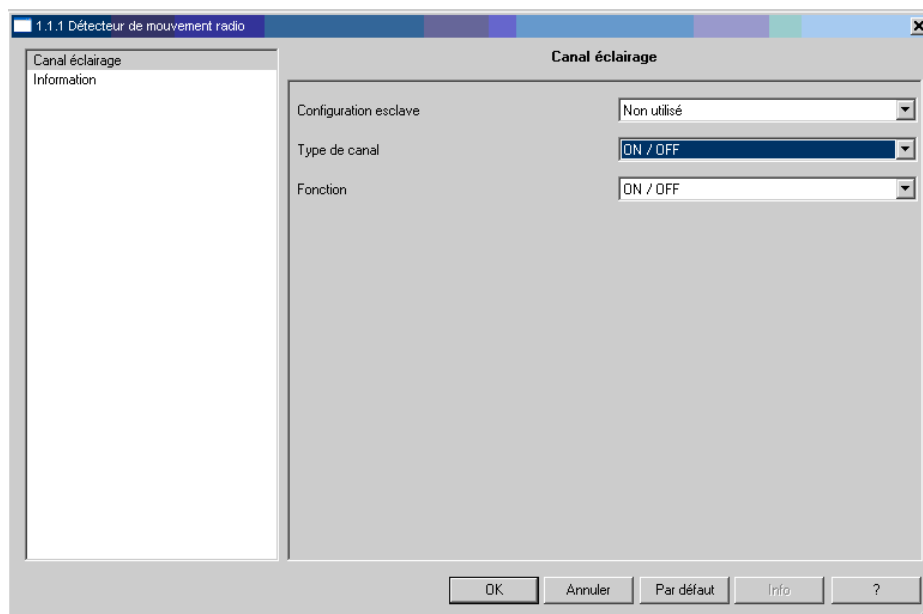 1.1.1 Détecteur de mouvement radio
Canal éclairage
Information
Canal éclairage
Configuration esclave
Non utilisé
Type de canal
ON / OFF
Fonction
ON / OFF
OK
Annuler
Par défaut
Info
?